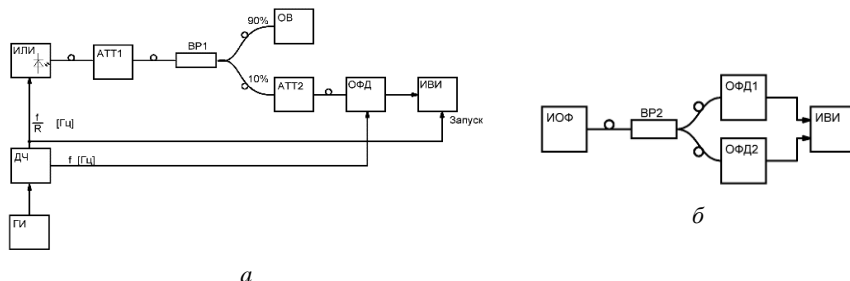 ИЛИ
АТТ1
ВР1
90%
ОВ
10%
АТТ2
ОФД
ИВИ
Запуск
f
R
[Гц]
ДЧ
f [Гц]
ГИ
а
ИОФ
ВР2
ОФД1
ОФД2
ИВИ
б